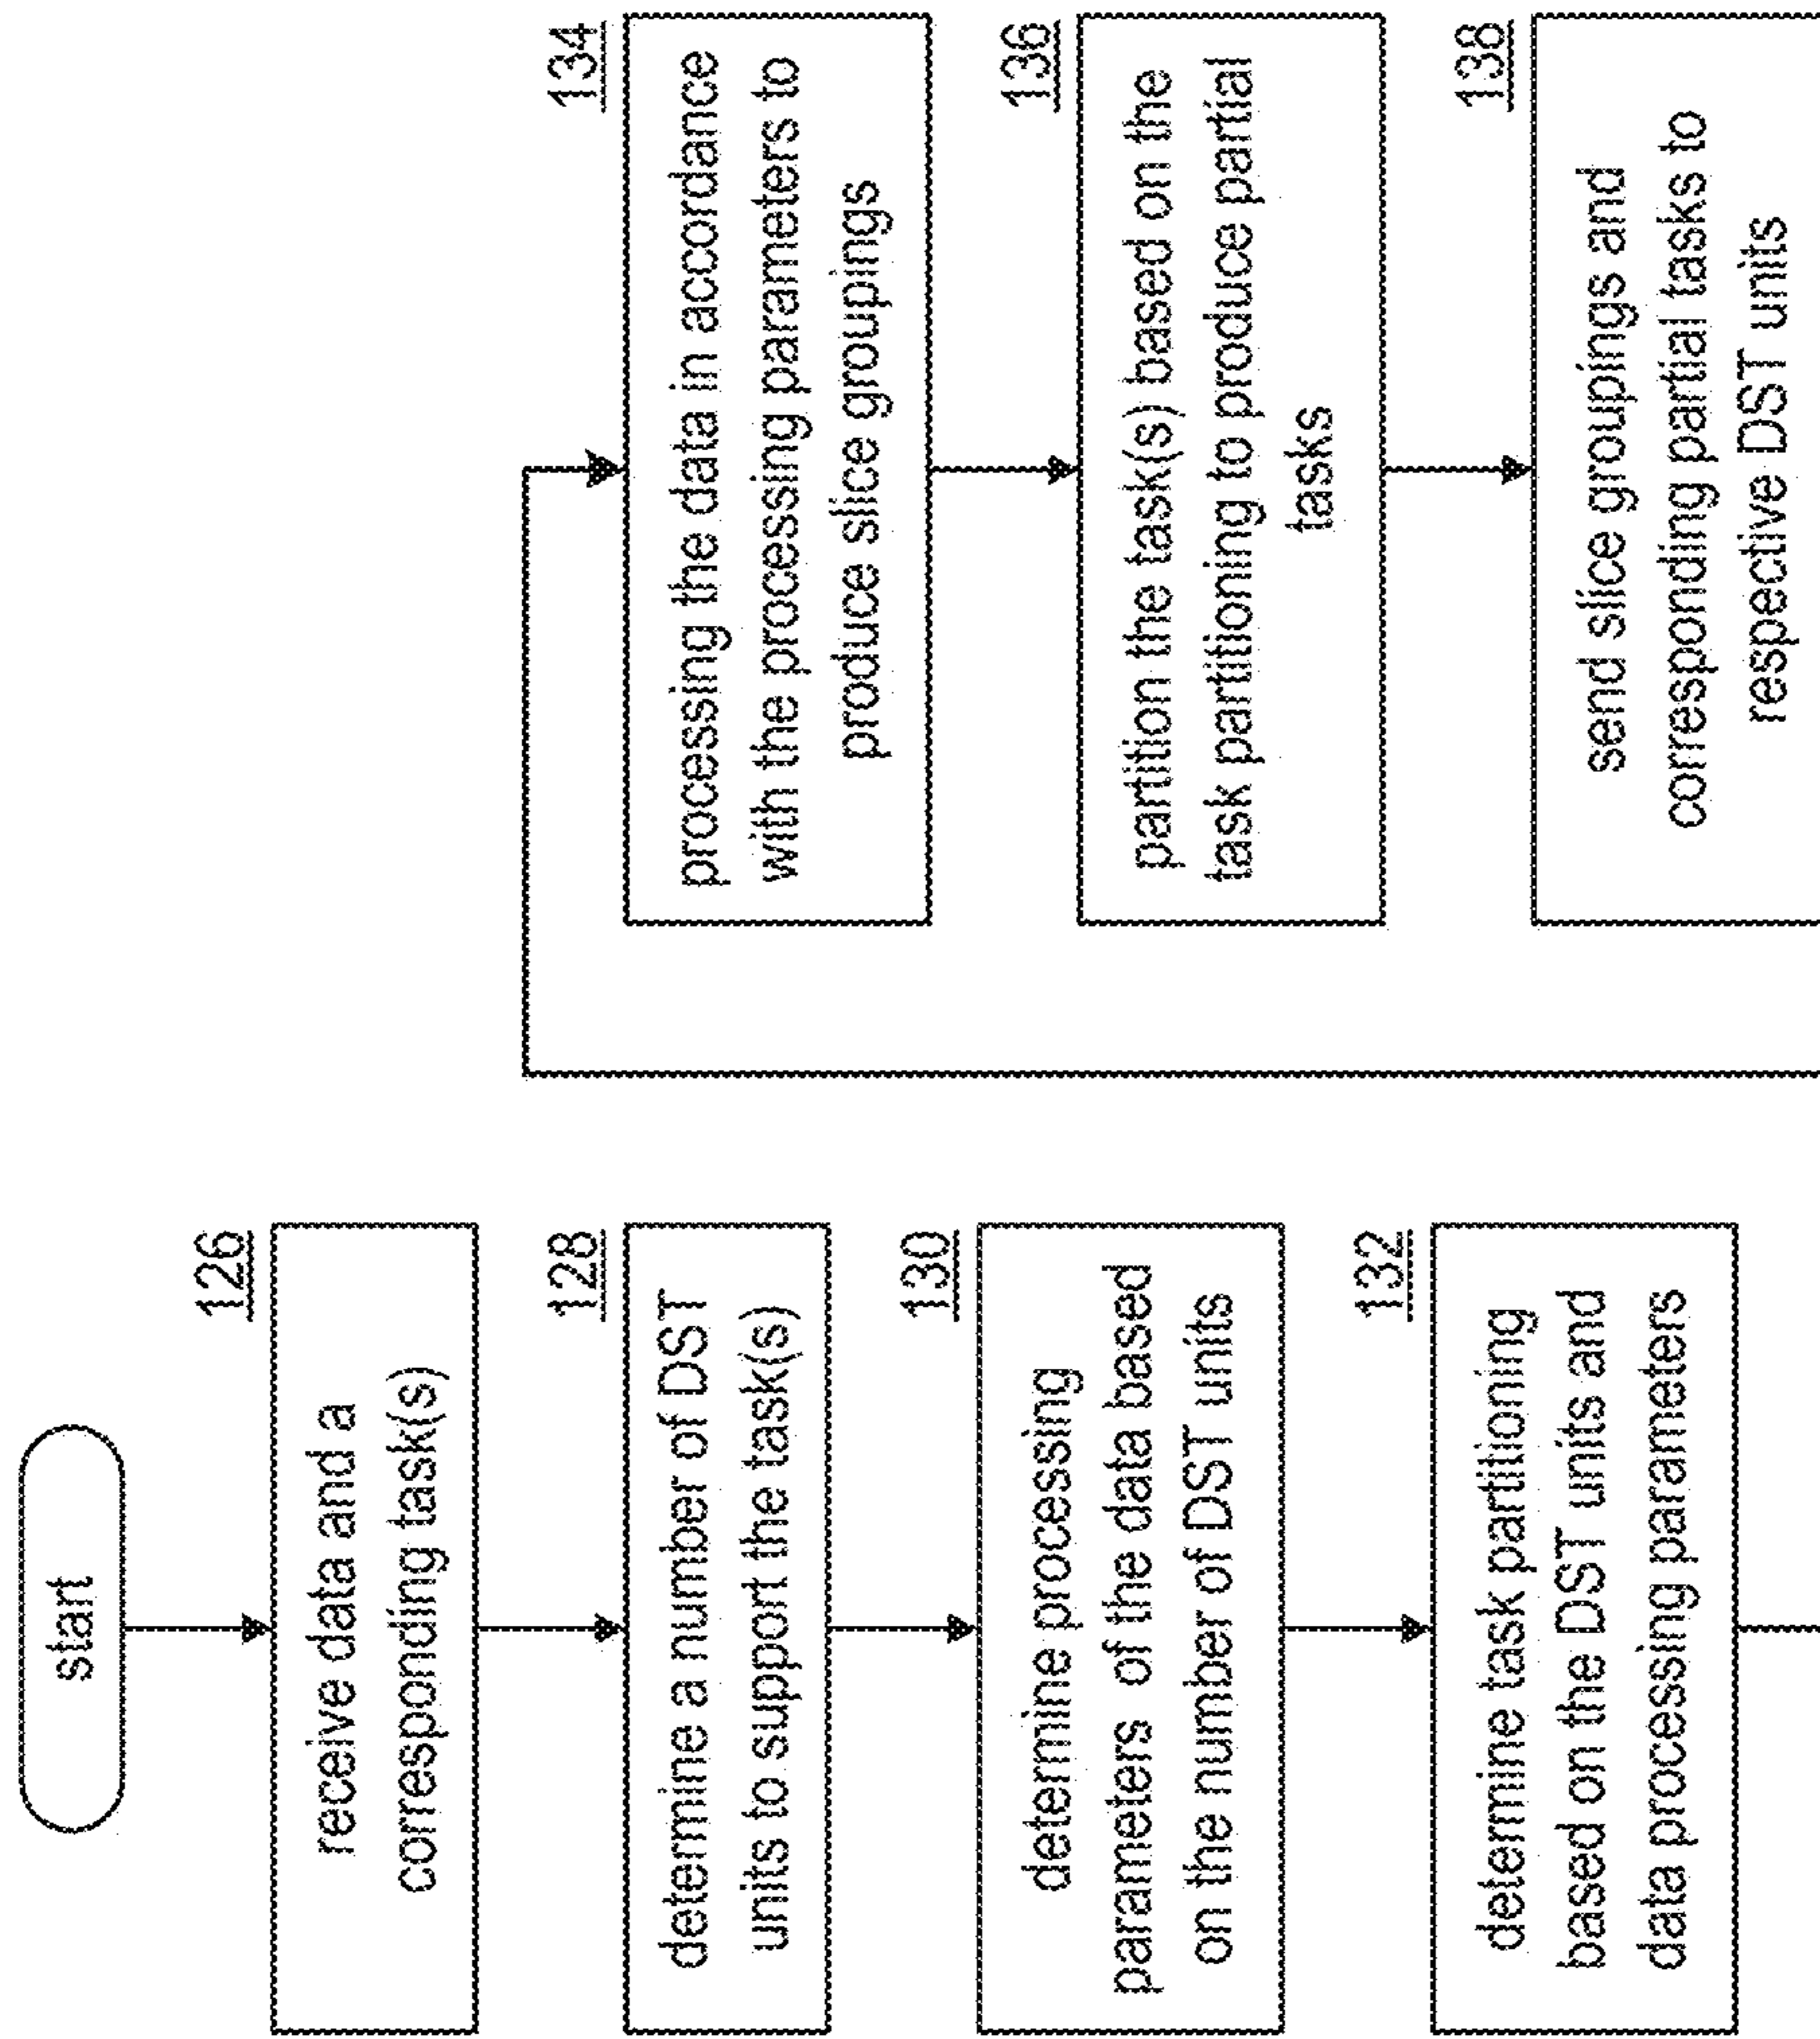 start
126
receive data and a
corresponding task(s)
128
determine a number of DST
units to support the task(s)
130
determine processing
parameters of the data based
on the number of DST units
132
determine task partitioning
based on the DST units and
data processing parameters
134
processing the data in accordance
with the processing parameters to
produce slice groupings
136
partition the task(s) based on the
task partitioning to produce partial
tasks
138
send slice groupings and
corresponding partial tasks to
respective DST units